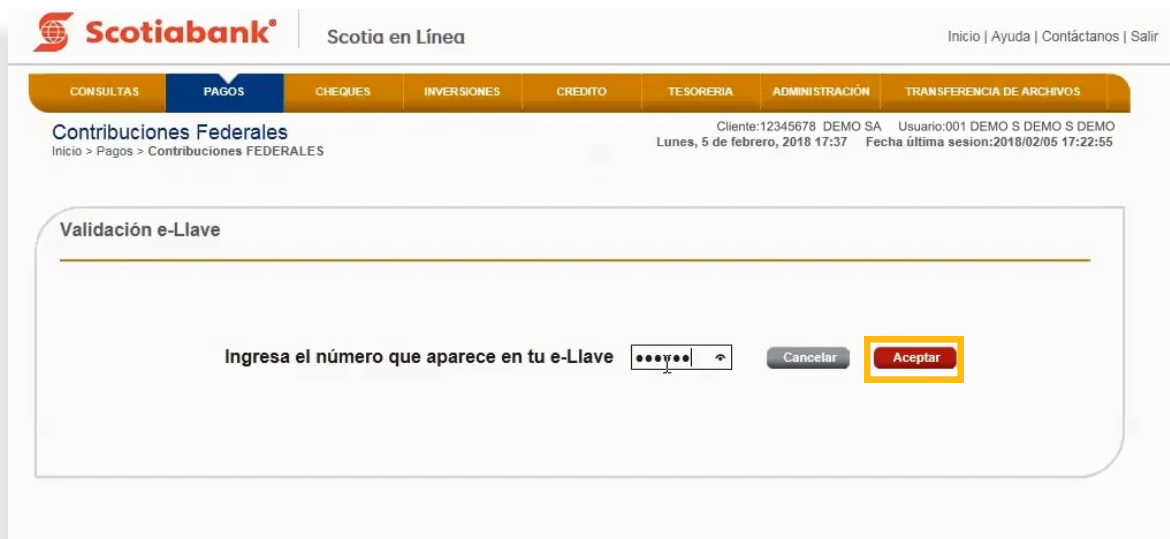 Scotiabank® Scotia en Línea Inicio | Ayuda | Contáctanos | Salir
CONSULTAS PAGOS CHEQUES INVERSIONES CREDITO TESORERIA ADMINISTRACIÓN TRANSFERENCIA DE ARCHIVOS
Contribuciones Federales Cliente:12345678 DEMO SA Usuario:001 DEMO S DEMO S DEMO
Inicio > Pagos > Contribuciones FEDERALES Lunes, 5 de febrero, 2018 17:37 Fecha última sesion:2018/02/05 17:22:55
Validación e-Llave
Ingresa el número que aparece en tu e-Llave Cancelar Aceptar